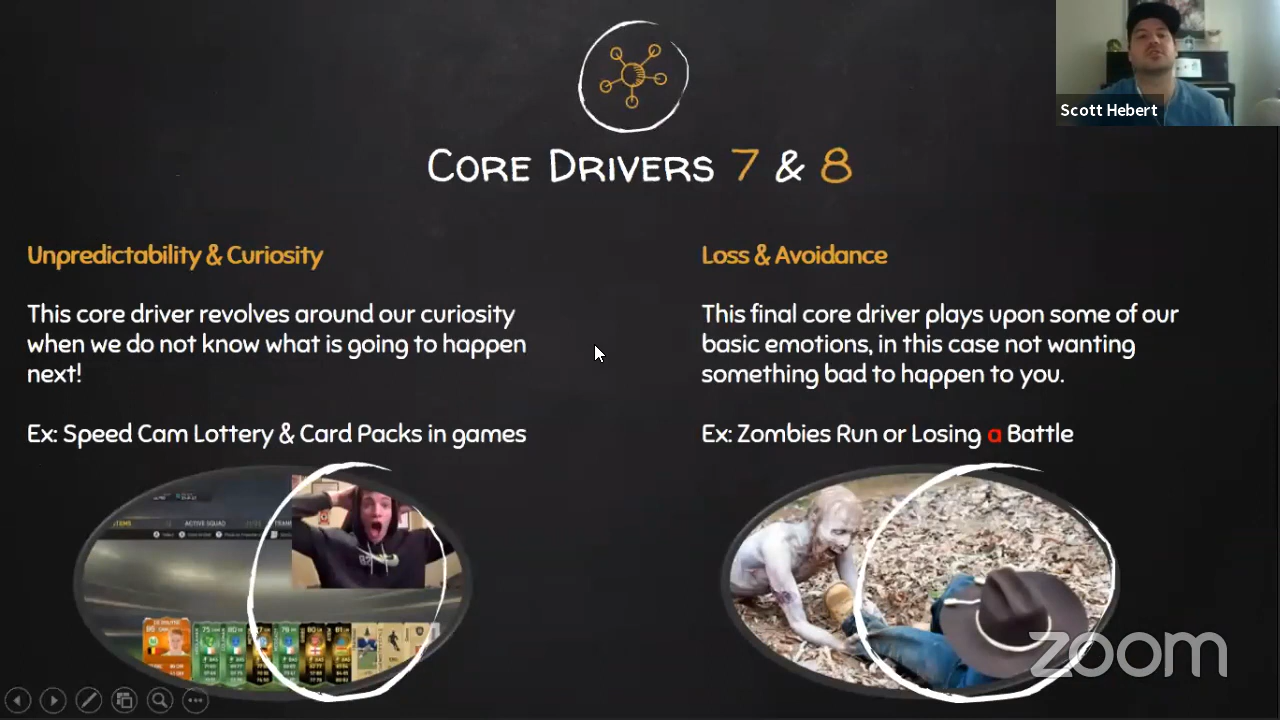 Scott Hebert
Core Drivers 7 & 8
Unpredictability & Curiosity
This core driver revolves around our curiosity
when we do not know what is going to happen
next!
Ex: Speed Cam Lottery & Card Packs in games
Loss & Avoidance
This final core driver plays upon some of our
basic emotions, in this case not wanting
something bad to happen to you.
Ex: Zombies Run or Losing a Battle
ACTIVE SQUAD
zoom